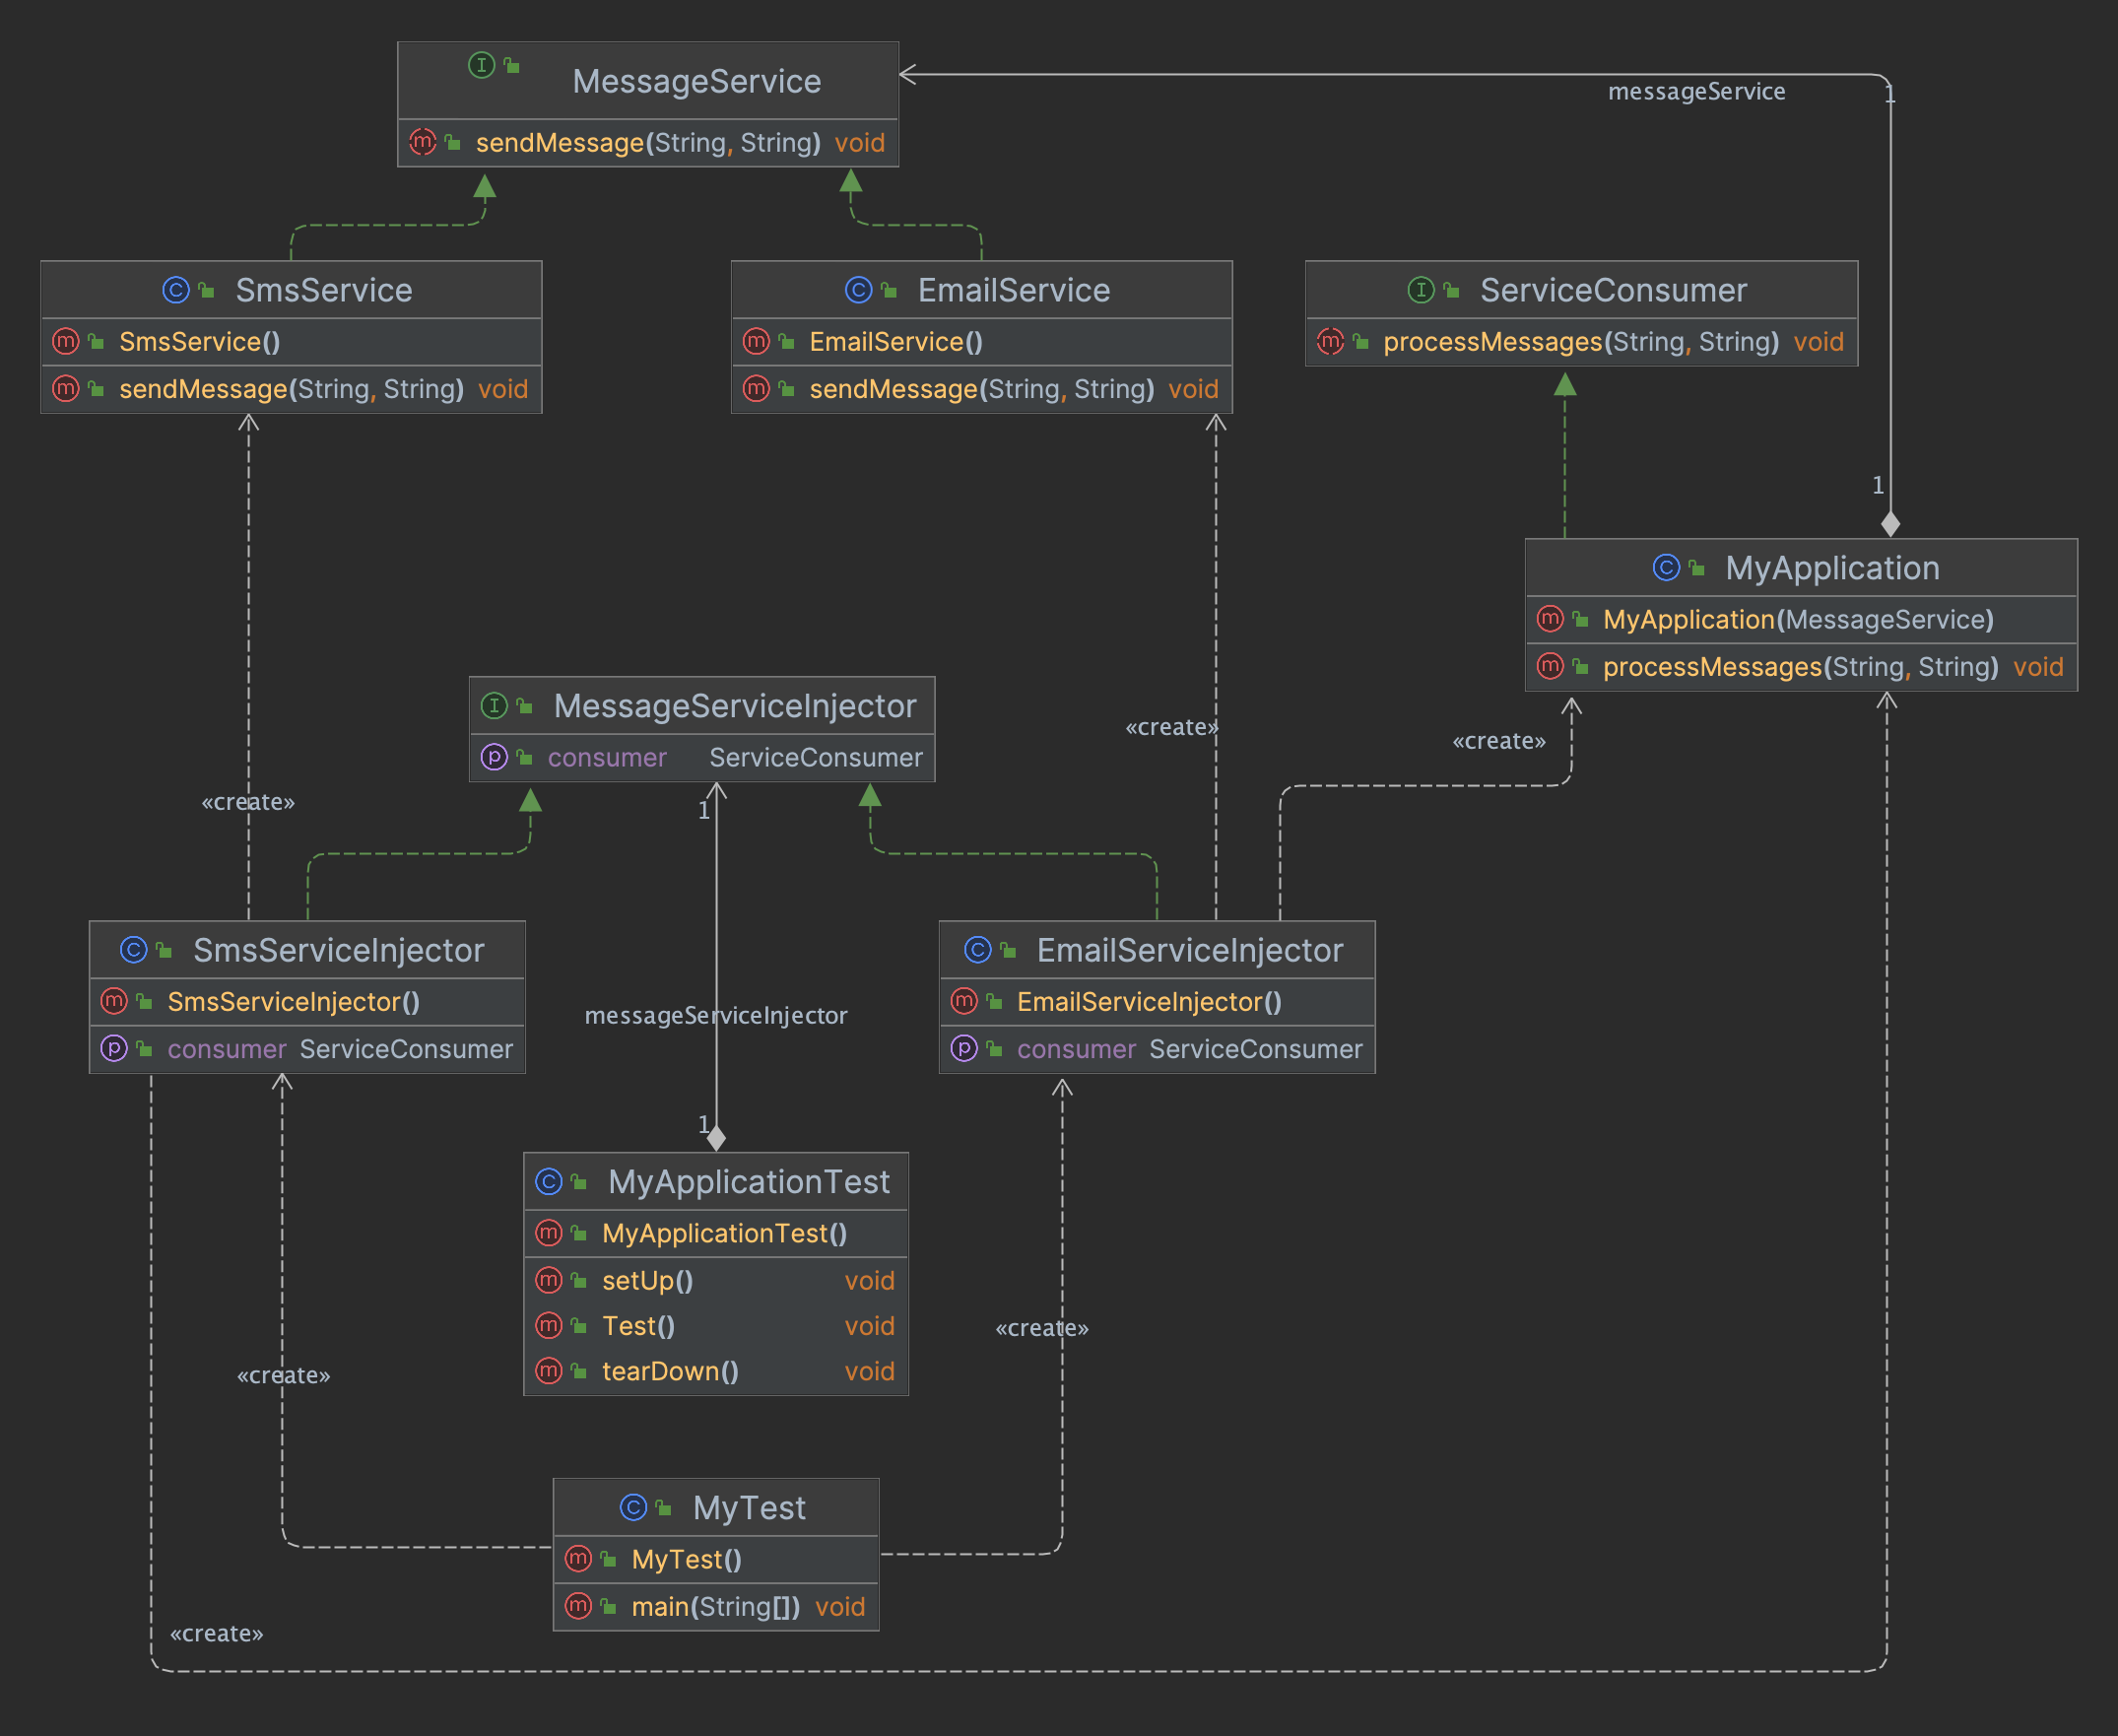 MessageService
sendMessage(String, String) void
messageService
1
SmsService
SmsService()
sendMessage(String, String) void
EmailService
EmailService()
sendMessage(String, String) void
ServiceConsumer
processMessages(String, String) void
1
MyApplication
MyApplication(MessageService)
processMessages(String, String) void
MessageServiceInjector
consumer ServiceConsumer
«create»
«create»
«create»
1
SmsServiceInjector
SmsServiceInjector()
consumer ServiceConsumer
messageServiceInjector
EmailServiceInjector
EmailServiceInjector()
consumer ServiceConsumer
1
MyApplicationTest
MyApplicationTest()
setUp() void
Test() void
tearDown() void
«create»
«create»
MyTest
MyTest()
main(String[]) void
«create»